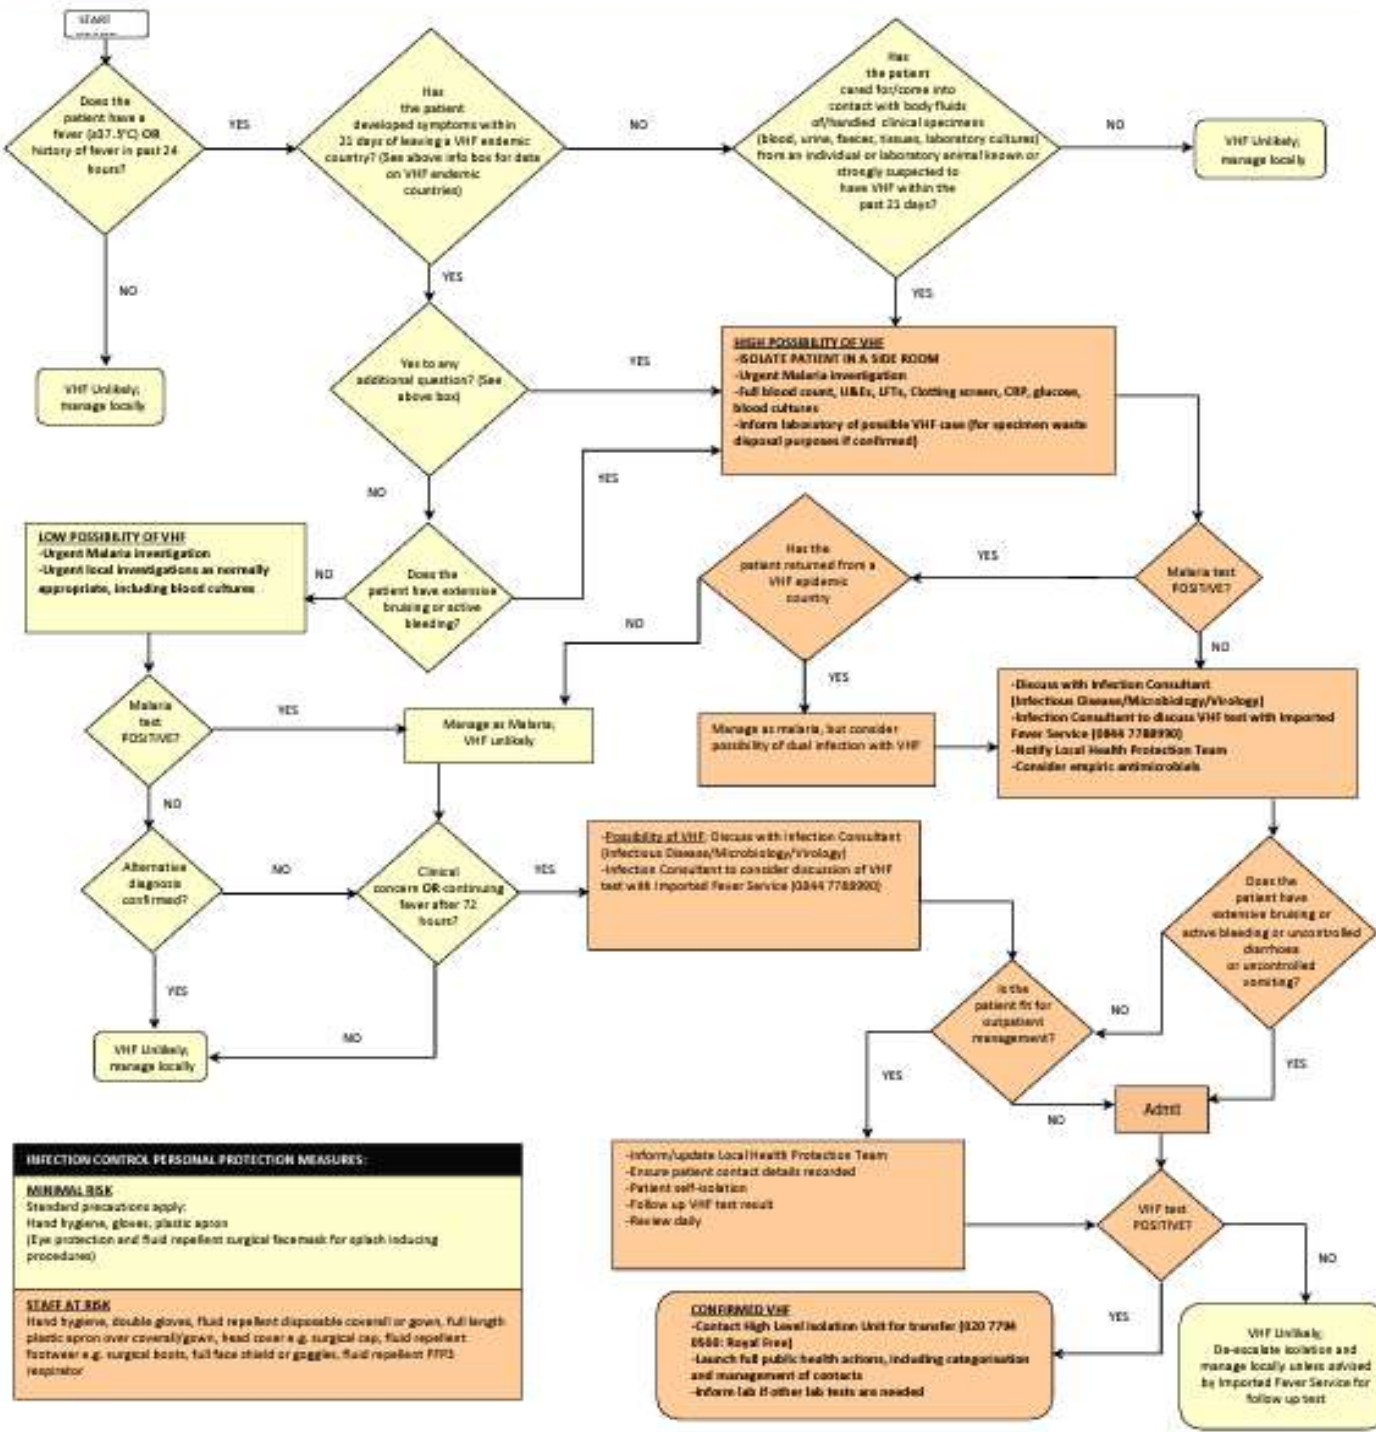 START
Does the
patient have a
fever (≥37.5°C) OR
history of fever in past 24
hours?
YES
NO
VHF Unlikely;
manage locally
Has
the patient
developed symptoms within
21 days of leaving a VHF endemic
country? (See above info box for data
on VHF endemic
countries)
NO
YES
Has
the patient
cared for/come into
contact with body fluids
of/handled clinical specimens
(blood, urine, faeces, tissues, laboratory cultures)
from an individual or laboratory animal known or
strongly suspected to
have VHF within the
past 21 days?
NO
VHF Unlikely;
manage locally
YES
Yes to any
additional question? (See
above box)
YES
NO
HIGH POSSIBILITY OF VHF
-ISOLATE PATIENT IN A SIDE ROOM
-Urgent Malaria investigation
-Full blood count, U&Es, LFTs, Clotting screen, CRP, glucose,
blood cultures
-Inform laboratory of possible VHF case (for specimen waste
disposal purposes if confirmed)
YES
LOW POSSIBILITY OF VHF
-Urgent Malaria investigation
-Urgent local investigations as normally
appropriate, including blood cultures
NO
Does the
patient have extensive
bruising or active
bleeding?
Has the
patient returned from a
VHF epidemic
country
YES
Malaria test
POSITIVE?
NO
NO
YES
Malaria
test
POSITIVE?
YES
Manage as Malaria;
VHF unlikely
Manage as malaria, but consider
possibility of dual infection with VHF
-Discuss with Infection Consultant
(Infectious Disease/Microbiology/Virology)
-Infection Consultant to discuss VHF test with Imported
Fever Service (0844 7788990)
-Notify Local Health Protection Team
-Consider empiric antimicrobials
NO
Alternative
diagnosis
confirmed?
NO
Clinical
concern OR continuing
fever after 72
hours?
YES
-Possibility of VHF; Discuss with Infection Consultant
(Infectious Disease/Microbiology/Virology)
-Infection Consultant to consider discussion of VHF
test with Imported Fever Service (0844 7788990)
Does the
patient have
extensive bruising or
active bleeding or uncontrolled
diarrhoea
or uncontrolled
vomiting?
YES
NO
VHF Unlikely;
manage locally
Is the
patient fit for
outpatient
management?
NO
YES
YES
NO
Admit
INFECTION CONTROL PERSONAL PROTECTION MEASURES:
MINIMAL RISK
Standard precautions apply:
Hand hygiene, gloves, plastic apron
(Eye protection and fluid repellent surgical facemask for splash inducing
procedures)
STAFF AT RISK
Hand hygiene, double gloves, fluid repellent disposable coverall or gown, full length
plastic apron over coverall/gown, head cover e.g. surgical cap, fluid repellent
footwear e.g. surgical boots, full face shield or goggles, fluid repellent FFP3
respirator
-Inform/update Local Health Protection Team
-Ensure patient contact details recorded
-Patient self-isolation
-Follow up VHF test result
-Review daily
VHF test
POSITIVE?
NO
YES
CONFIRMED VHF
-Contact High Level Isolation Unit for transfer (020 7794
0500: Royal Free)
-Launch full public health actions, including categorisation
and management of contacts
-Inform lab if other lab tests are needed
VHF Unlikely;
De-escalate isolation and
manage locally unless advised
by Imported Fever Service for
follow up test